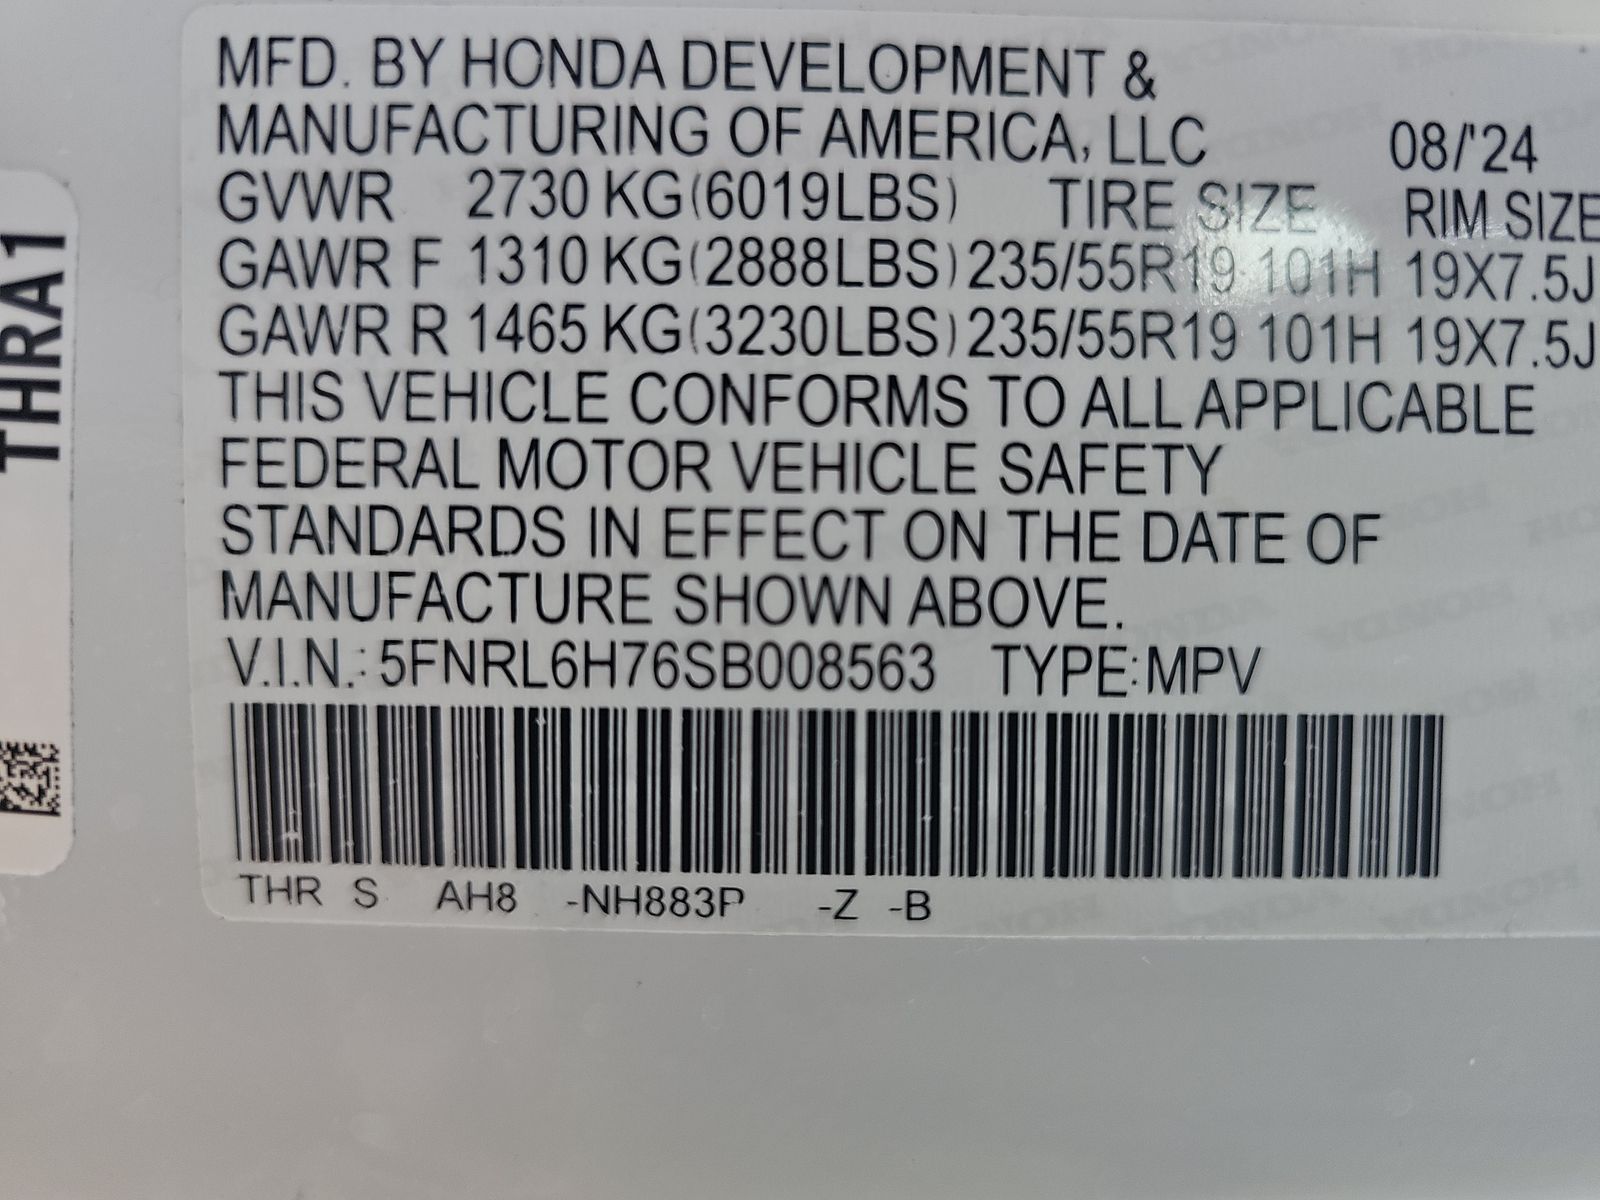 MFD. BY HONDA DEVELOPMENT &
MANUFACTURING OF AMERICA, LLC 08/'24
GVWR 2730 KG(6019LBS) TIRE SIZE RIM SIZE
GAWR F 1310 KG(2888LBS) 235/55R19 101H 19X7.5J
GAWR R 1465 KG(3230LBS) 235/55R19 101H 19X7.5J
THIS VEHICLE CONFORMS TO ALL APPLICABLE
FEDERAL MOTOR VEHICLE SAFETY
STANDARDS IN EFFECT ON THE DATE OF
MANUFACTURE SHOWN ABOVE.
V.I.N.: 5FNRL6H76SB008563 TYPE:MPV
THR S AH8 -NH883P -Z -B
THRA1